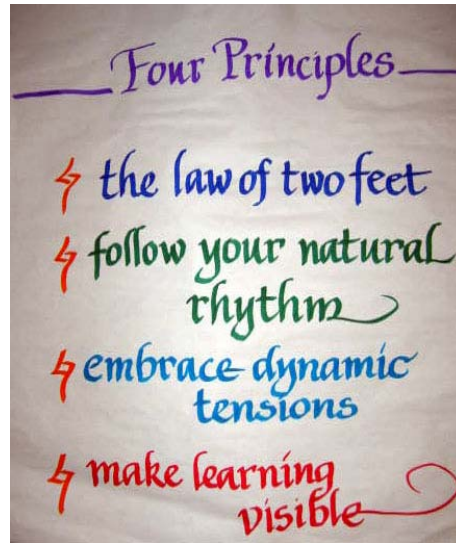 Four Principles
the law of two feet
follow your natural
rhythm
embrace dynamic
tensions
make learning
visible